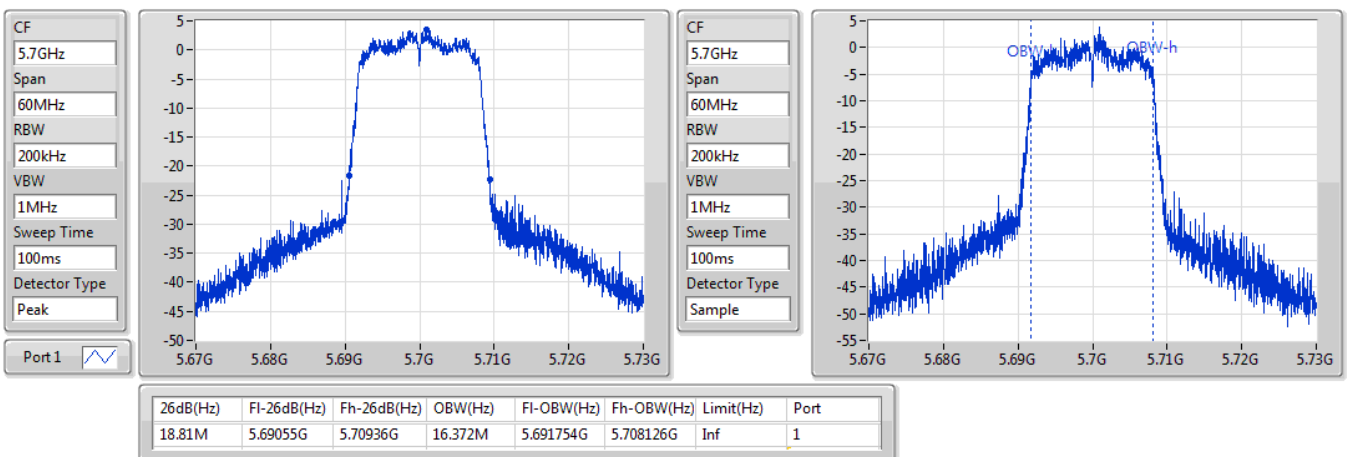 CF
5.7GHz
Span
60MHz
RBW
200kHz
VBW
1MHz
Sweep Time
100ms
Detector Type
Peak
Port 1
5
0
-5
-10
-15
-20
-25
-30
-35
-40
-45
-50
5.67G 5.68G 5.69G 5.7G 5.71G 5.72G 5.73G
CF
5.7GHz
Span
60MHz
RBW
200kHz
VBW
1MHz
Sweep Time
100ms
Detector Type
Sample
5
0
-5
-10
-15
-20
-25
-30
-35
-40
-45
-50
-55
OBW-l OBW-h
5.67G 5.68G 5.69G 5.7G 5.71G 5.72G 5.73G
26dB(Hz) Fl-26dB(Hz) Fh-26dB(Hz) OBW(Hz) Fl-OBW(Hz) Fh-OBW(Hz) Limit(Hz) Port
18.81M 5.69055G 5.70936G 16.372M 5.691754G 5.708126G Inf 1